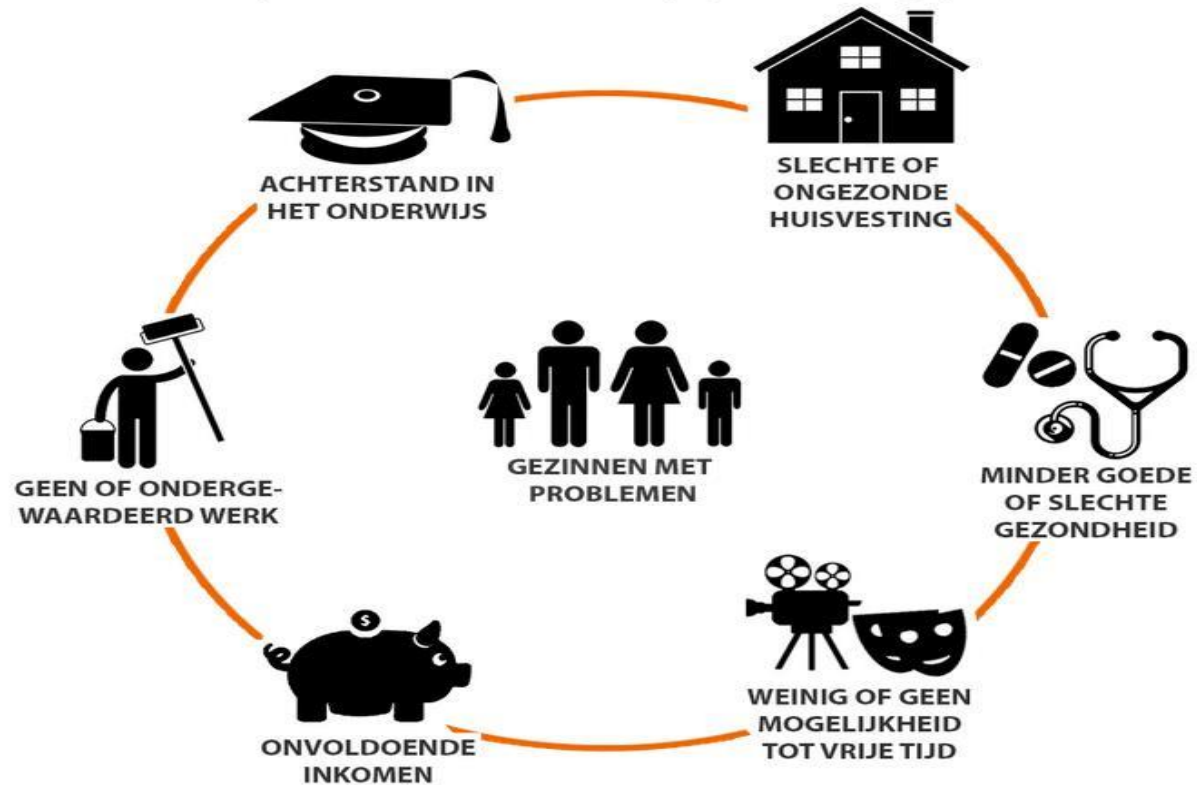 ACHTERSTAND IN
HET ONDERWIJS
SLECHTE OF
ONGEZONDE
HUISVESTING
GEZINNEN MET
PROBLEMEN
GEEN OF ONDERGE-
WAARDEERD WERK
MINDER GOEDE
OF SLECHTE
GEZONDHEID
ONVOLDOENDE
INKOMEN
WEINIG OF GEEN
MOGELIJKHEID
TOT VRIJE TIJD
$